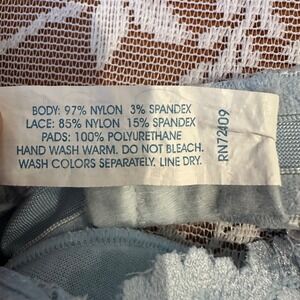 BODY: 97% NYLON 3% SPANDEX
LACE: 85% NYLON 15% SPANDEX
PADS: 100% POLYURETHANE
HAND WASH WARM. DO NOT BLEACH.
WASH COLORS SEPARATELY. LINE DRY.
RN72409